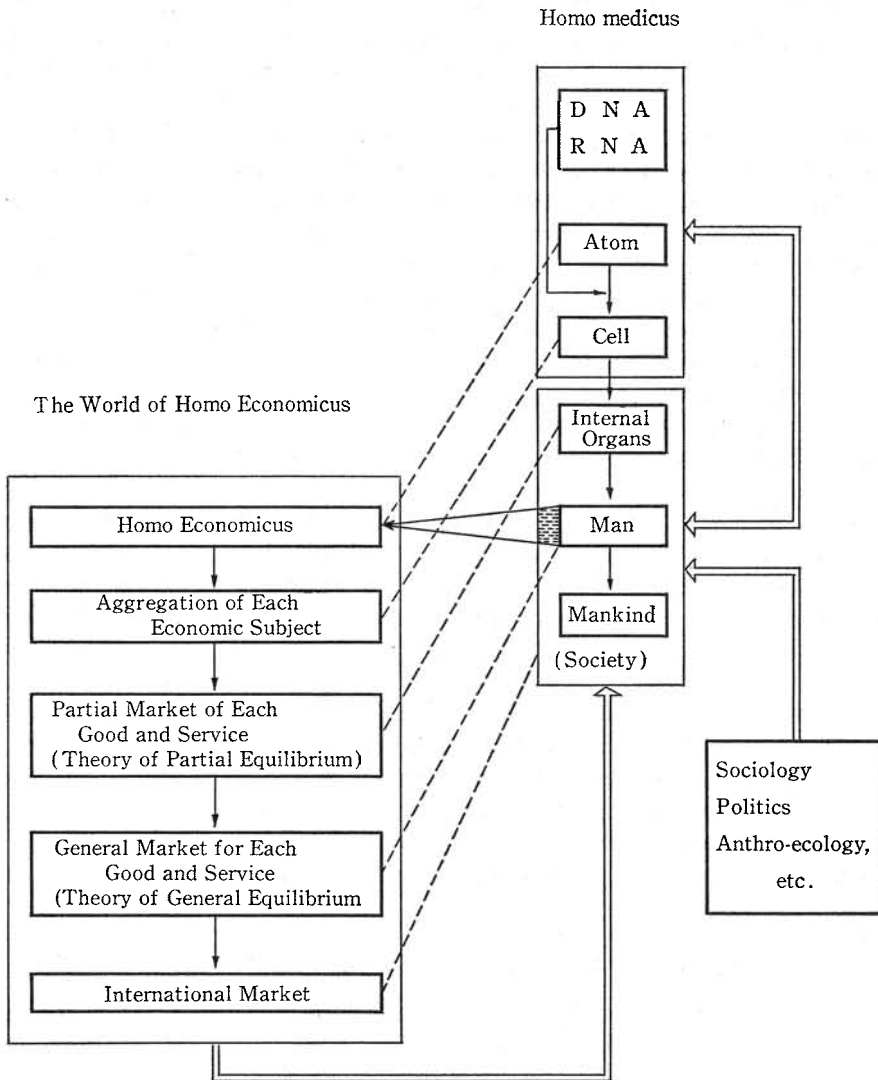 Homo medicus
D N A
R N A
Atom
Cell
Internal
Organs
Man
Mankind
(Society)
The World of Homo Economicus
Homo Economicus
Aggregation of Each
Economic Subject
Partial Market of Each
Good and Service
(Theory of Partial Equilibrium)
General Market for Each
Good and Service
(Theory of General Equilibrium
International Market
Sociology
Politics
Anthro-ecology,
etc.